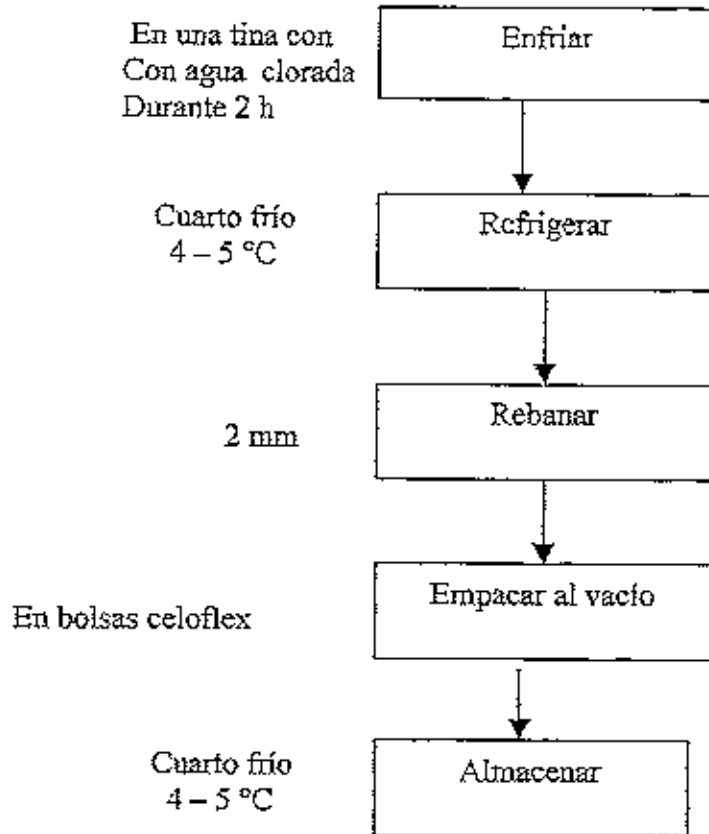 En una tina con
Con agua clorada
Durante 2 h
Enfriar
Cuarto frío
4 – 5 °C
Refrigerar
2 mm
Rebanar
En bolsas celoflex
Empacar al vacío
Cuarto frío
4 – 5 °C
Almacenar